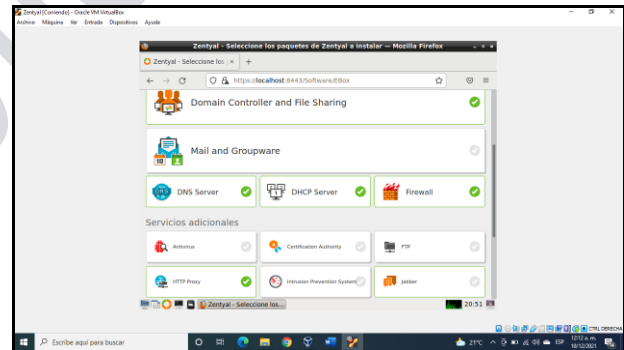 Zentyal [Corriendo] - Oracle VM VirtualBox
Archivo Máquina Ver Entrada Dispositivos Ayuda
Zentyal - Seleccione los paquetes de Zentyal a instalar — Mozilla Firefox
Zentyal - Seleccione los
https://localhost:8443/Software/EBox
Domain Controller and File Sharing
Mail and Groupware
DNS Server
DHCP Server
Firewall
Servicios adicionales
Antivirus
Certification Authority
FTP
HTTP Proxy
Intrusion Prevention System
Jabber
Zentyal - Seleccione los...
20:51
CTRL DERECHA
Escribe aquí para buscar
21°C
ESP
12:12 a.m.
10/12/2021